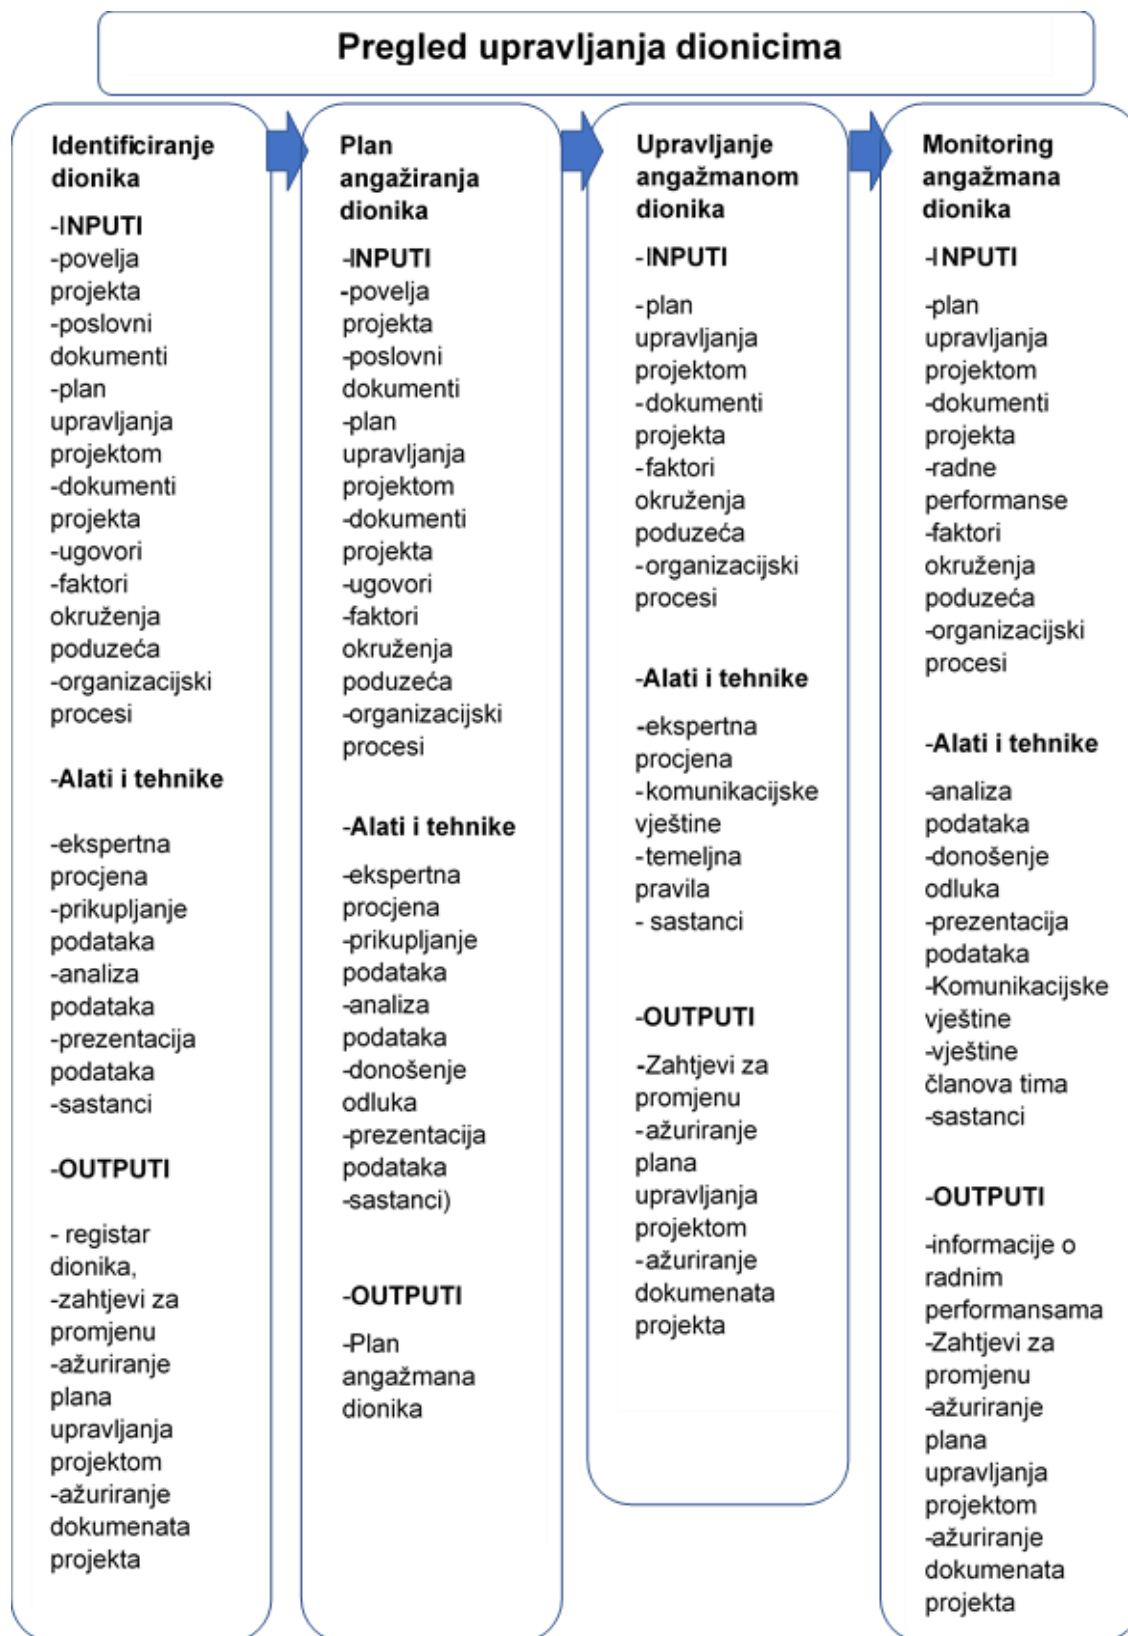 Pregled upravljanja dionicima
Identificiranje
dionika
-INPUTI
-povelja
projekta
-poslovni
dokumenti
-plan
upravljanja
projektom
-dokumenti
projekta
-ugovori
-faktori
okruženja
poduzeća
-organizacijski
procesi
-Alati i tehnike
-ekspertna
procjena
-prikupljanje
podataka
-analiza
podataka
-prezentacija
podataka
-sastanci
-OUTPUTI
- registar
dionika,
-zahtjevi za
promjenu
-ažuriranje
plana
upravljanja
projektom
-ažuriranje
dokumenata
projekta
Plan
angažiranja
dionika
-INPUTI
-povelja
projekta
-poslovni
dokumenti
-plan
upravljanja
projektom
-dokumenti
projekta
-ugovori
-faktori
okruženja
poduzeća
-organizacijski
procesi
-Alati i tehnike
-ekspertna
procjena
-prikupljanje
podataka
-analiza
podataka
-donošenje
odluka
-prezentacija
podataka
-sastanci)
-OUTPUTI
-Plan
angažmana
dionika
Upravljanje
angažmanom
dionika
-INPUTI
-plan
upravljanja
projektom
-dokumenti
projekta
-faktori
okruženja
poduzeća
-organizacijski
procesi
-Alati i tehnike
-ekspertna
procjena
-komunikacijske
vještine
-temeljna
pravila
- sastanci
-OUTPUTI
-Zahtjevi za
promjenu
-ažuriranje
plana
upravljanja
projektom
-ažuriranje
dokumenata
projekta
Monitoring
angažmana
dionika
-INPUTI
-plan
upravljanja
projektom
-dokumenti
projekta
-radne
performanse
-faktori
okruženja
poduzeća
-organizacijski
procesi
-Alati i tehnike
-analiza
podataka
-donošenje
odluka
-prezentacija
podataka
-Komunikacijske
vještine
-vještine
članova tima
-sastanci
-OUTPUTI
-informacije o
radnim
performansama
-Zahtjevi za
promjenu
-ažuriranje
plana
upravljanja
projektom
-ažuriranje
dokumenata
projekta